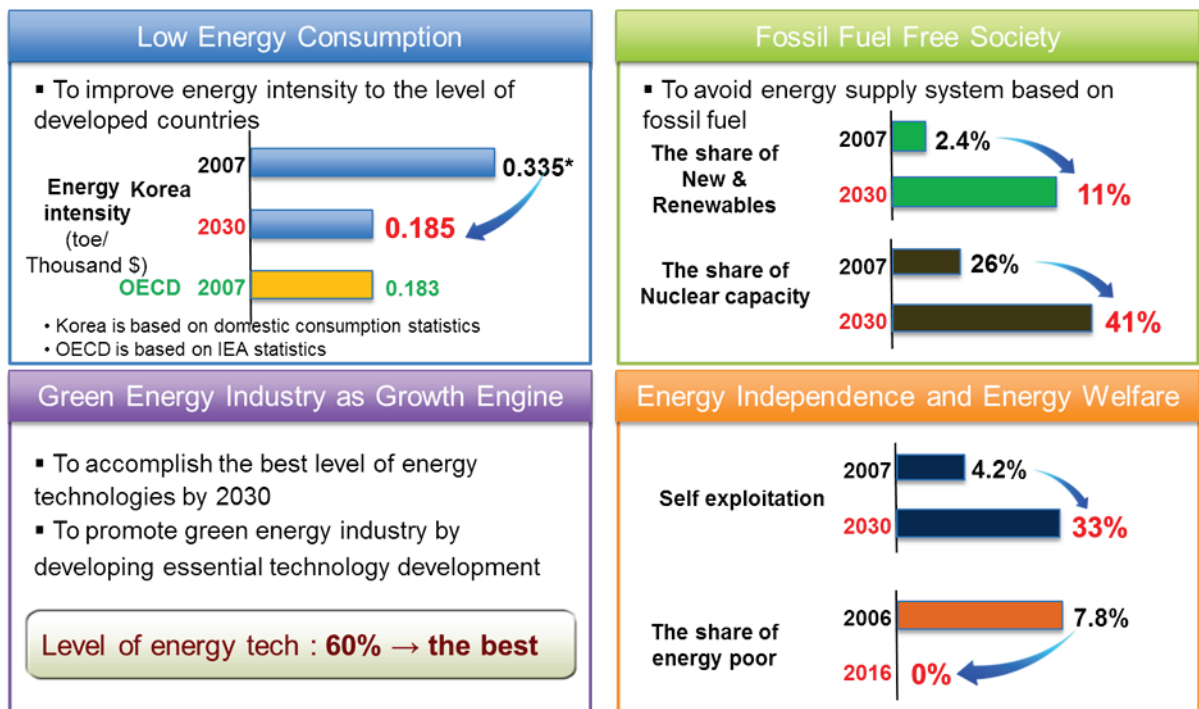 Low Energy Consumption
▪ To improve energy intensity to the level of
developed countries
2007
0.335*
Energy Korea
intensity
(toe/
Thousand $)
2030
0.185
OECD 2007
0.183
• Korea is based on domestic consumption statistics
• OECD is based on IEA statistics
Fossil Fuel Free Society
▪ To avoid energy supply system based on
fossil fuel
The share of
New &
Renewables
2007
2.4%
2030
11%
The share of
Nuclear capacity
2007
26%
2030
41%
Green Energy Industry as Growth Engine
▪ To accomplish the best level of energy
technologies by 2030
▪ To promote green energy industry by
developing essential technology development
Level of energy tech : 60% → the best
Energy Independence and Energy Welfare
Self exploitation
2007
4.2%
2030
33%
The share of
energy poor
2006
7.8%
2016
0%